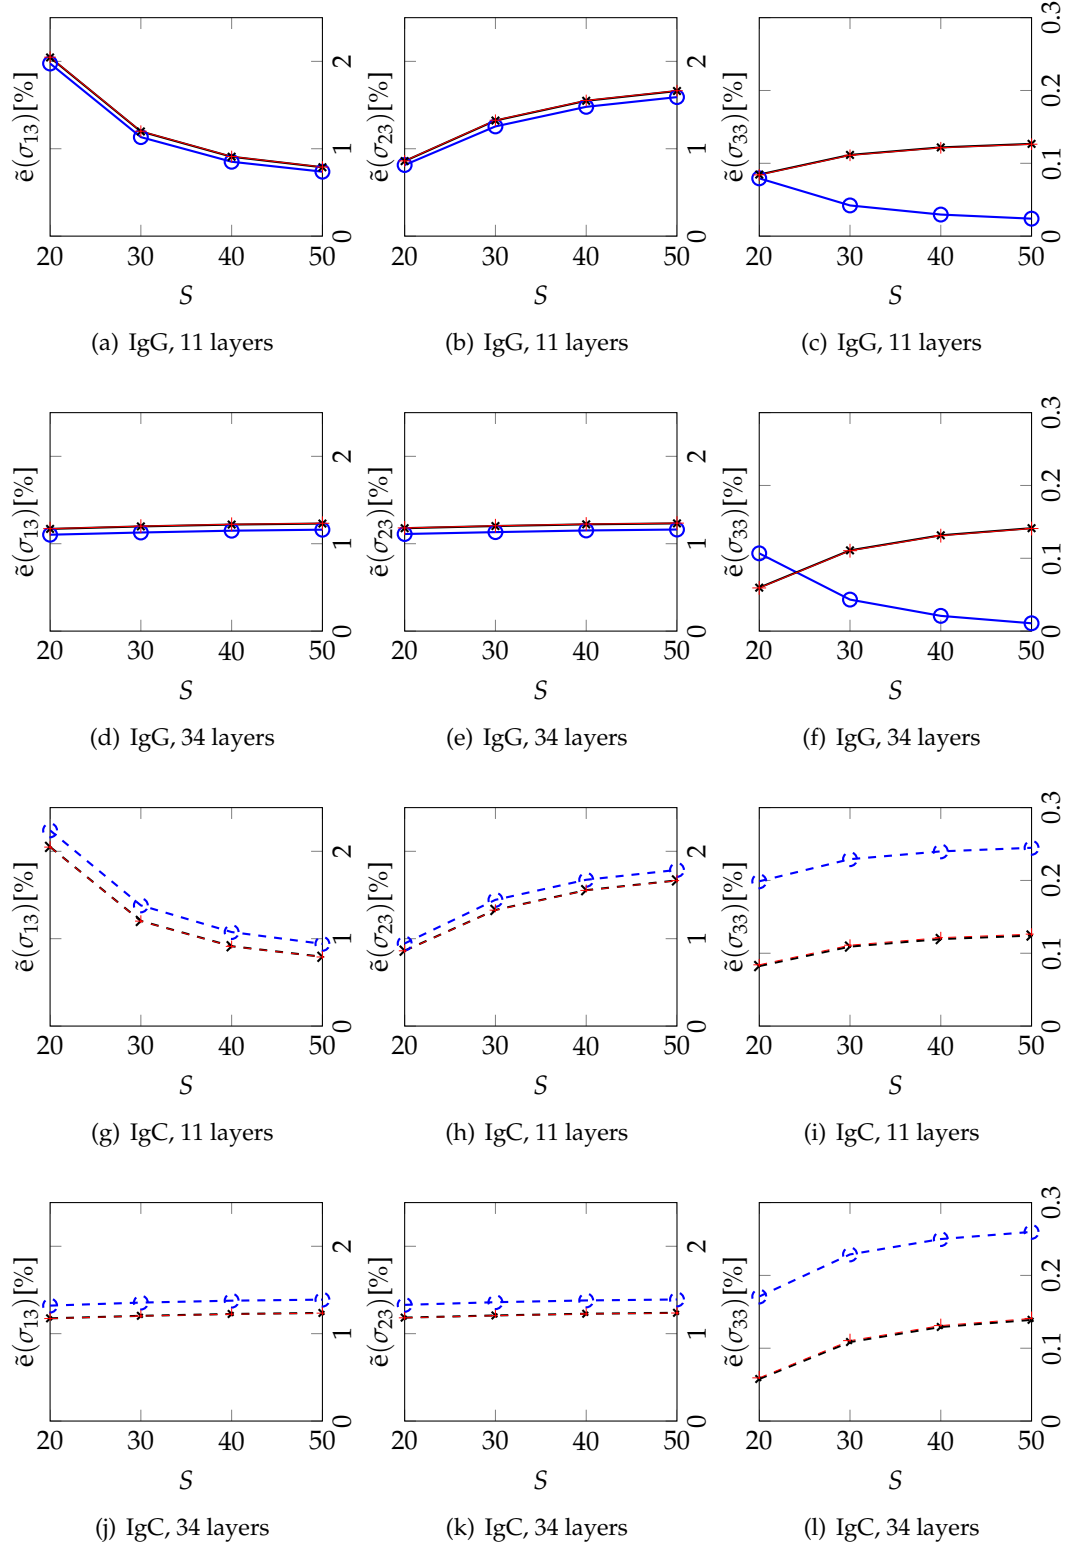 ẽ(σ13)[%]
0 1 2
20 30 40 50
S
(a) IgG, 11 layers
ẽ(σ23)[%]
0 1 2
20 30 40 50
S
(b) IgG, 11 layers
ẽ(σ33)[%]
0 0.1 0.2 0.3
20 30 40 50
S
(c) IgG, 11 layers
ẽ(σ13)[%]
0 1 2
20 30 40 50
S
(d) IgG, 34 layers
ẽ(σ23)[%]
0 1 2
20 30 40 50
S
(e) IgG, 34 layers
ẽ(σ33)[%]
0 0.1 0.2 0.3
20 30 40 50
S
(f) IgG, 34 layers
ẽ(σ13)[%]
0 1 2
20 30 40 50
S
(g) IgC, 11 layers
ẽ(σ23)[%]
0 1 2
20 30 40 50
S
(h) IgC, 11 layers
ẽ(σ33)[%]
0 0.1 0.2 0.3
20 30 40 50
S
(i) IgC, 11 layers
ẽ(σ13)[%]
0 1 2
20 30 40 50
S
(j) IgC, 34 layers
ẽ(σ23)[%]
0 1 2
20 30 40 50
S
(k) IgC, 34 layers
ẽ(σ33)[%]
0 0.1 0.2 0.3
20 30 40 50
S
(l) IgC, 34 layers